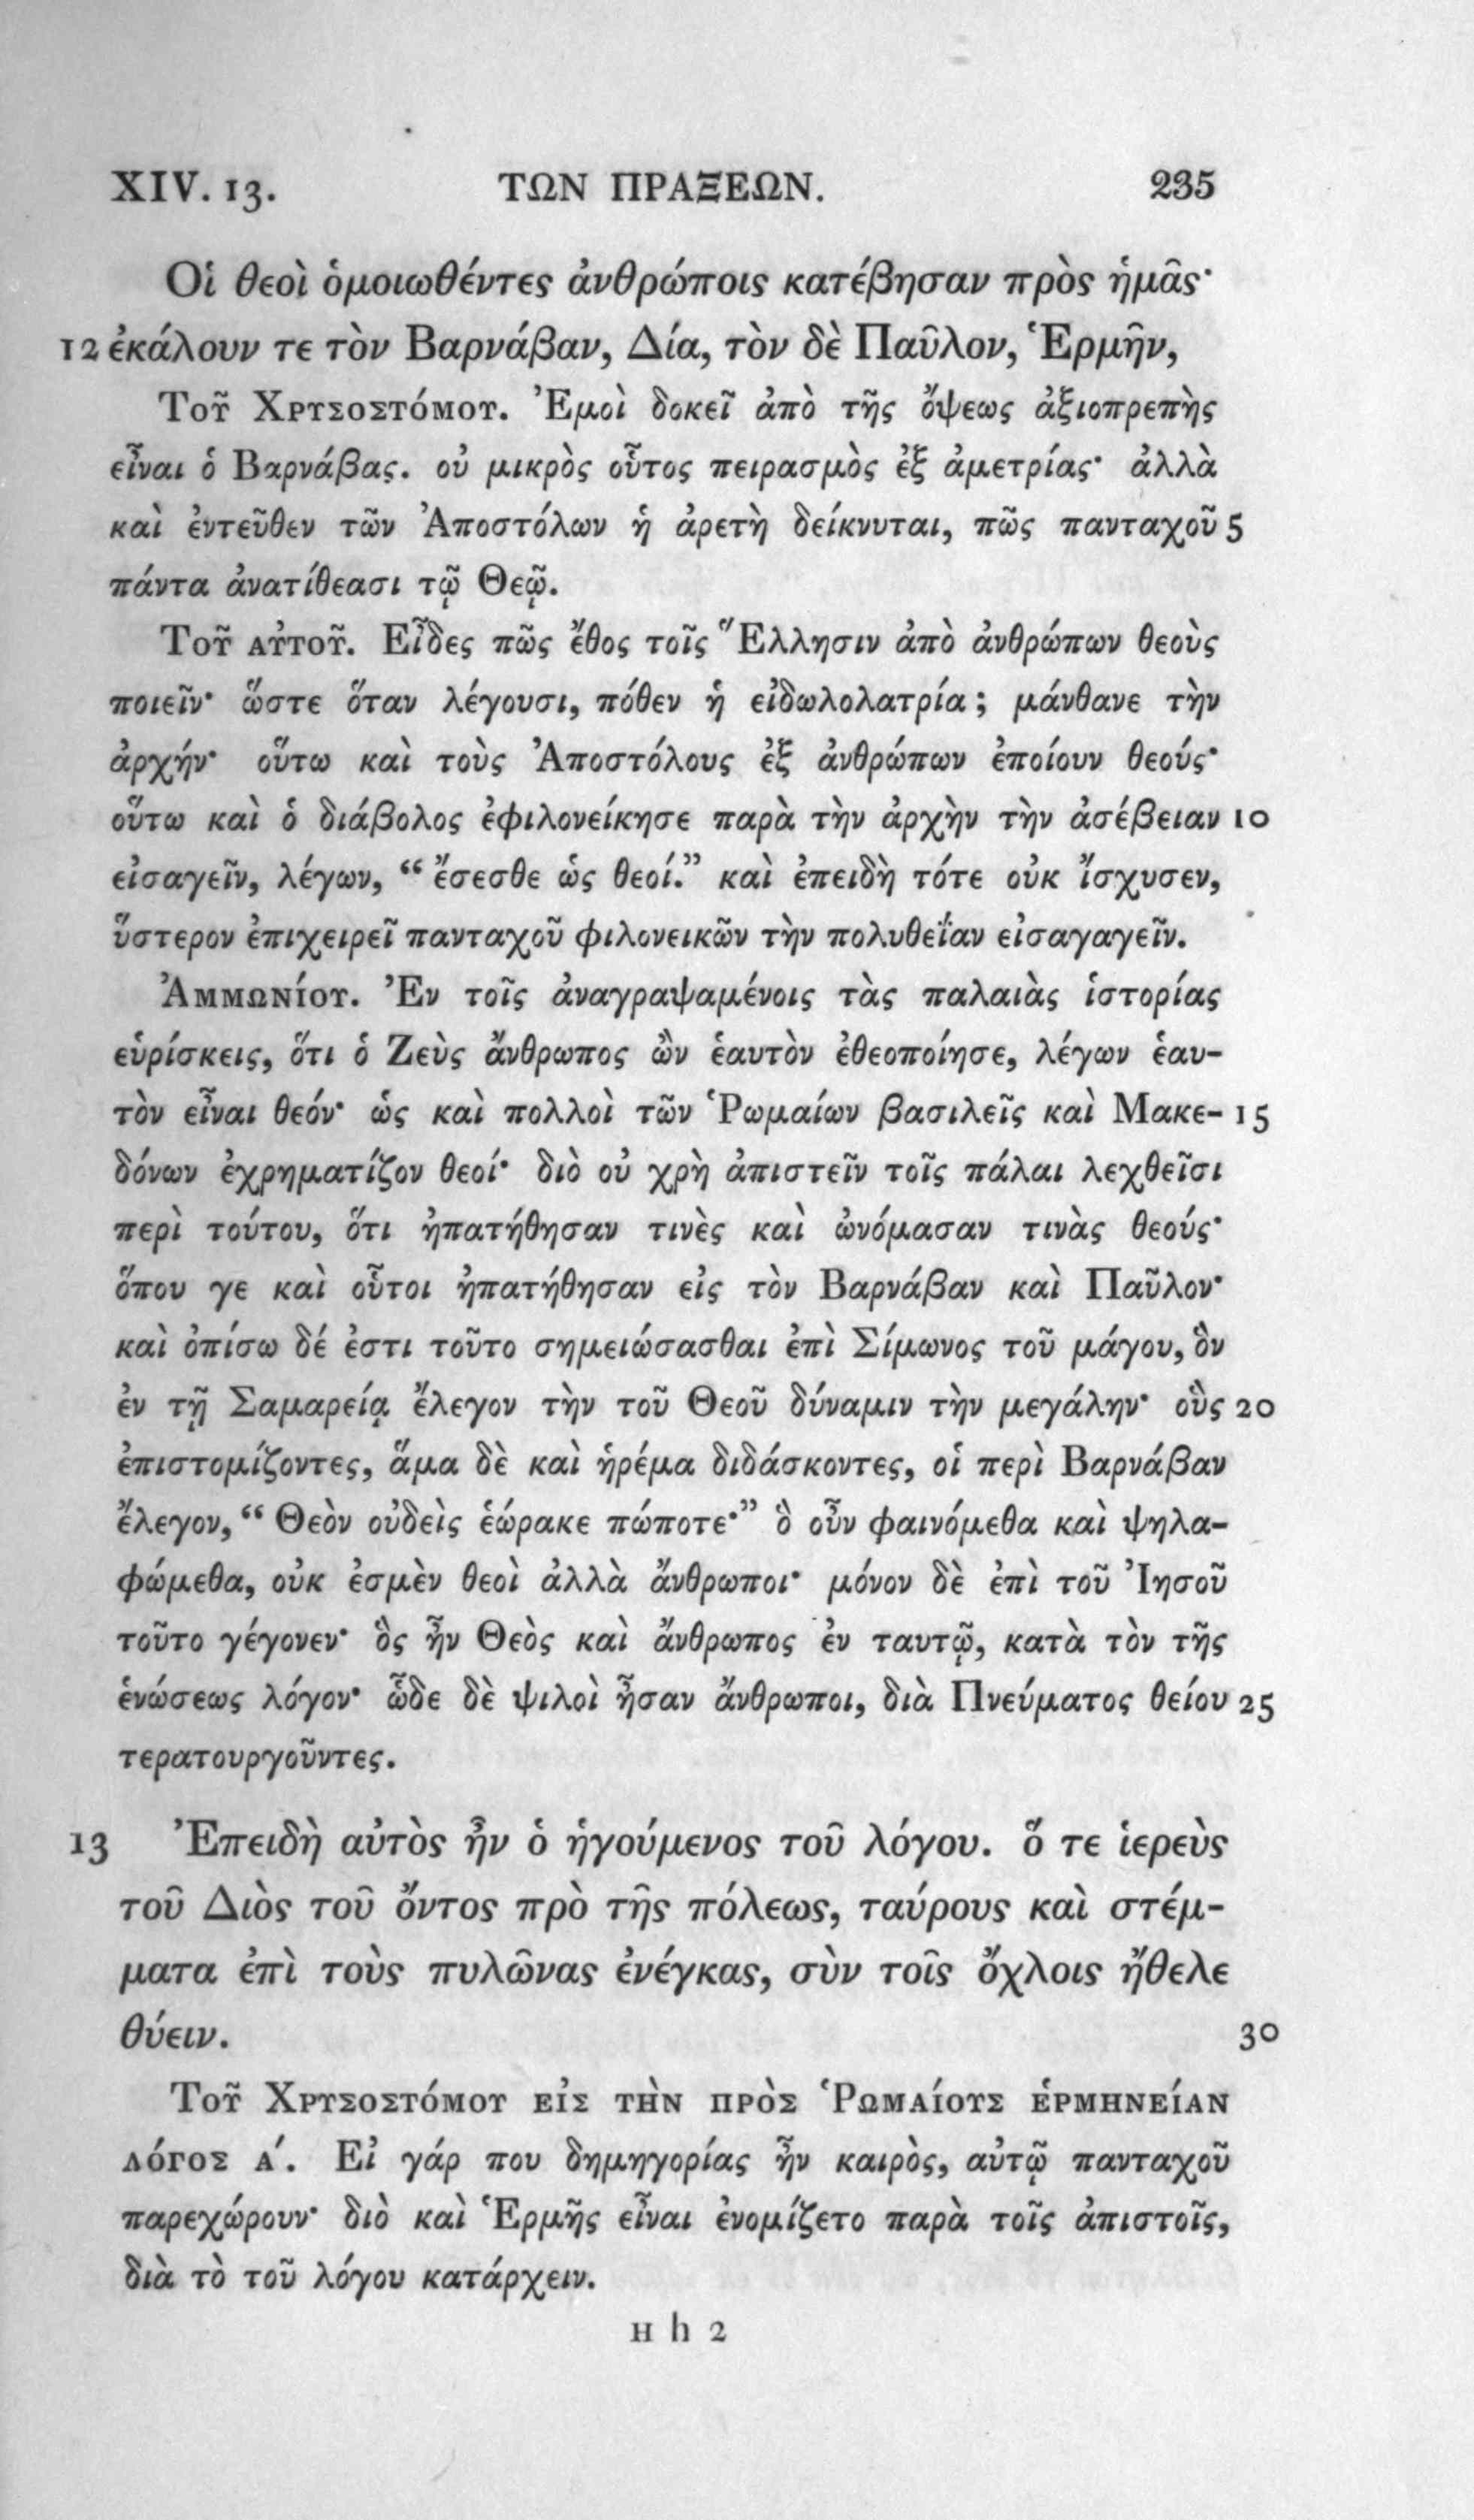 XIV. 13. ΤΩΝ ΠΡΑΞΕΩΝ. 235
Οἱ θεοὶ ὁμοιωθέντες ἀνθρώποις κατέβησαν πρὸς ἡμᾶς·
12 ἐκάλουν τε τὸν Βαρνάβαν, Δία, τὸν δὲ Παῦλον, Ἑρμῆν,
Τοῦ Χρυσοστόμου. Ἐμοὶ δοκεῖ ἀπὸ τῆς ὄψεως ἀξιοπρεπὴς
εἶναι ὁ Βαρνάβας. οὐ μικρὸς οὗτος πειρασμὸς ἐξ ἀμετρίας· ἀλλὰ
καὶ ἐντεῦθεν τῶν Ἀποστόλων ἡ ἀρετὴ δείκνυται, πῶς πανταχοῦ 5
πάντα ἀνατίθεασι τῷ Θεῷ.
Τοῦ αὐτοῦ. Εἶδες πῶς ἔθος τοῖς Ἕλλησιν ἀπὸ ἀνθρώπων θεοὺς
ποιεῖν· ὥστε ὅταν λέγουσι, πόθεν ἡ εἰδωλολατρία; μάνθανε τὴν
ἀρχήν· οὕτω καὶ τοὺς Ἀποστόλους ἐξ ἀνθρώπων ἐποίουν θεούς·
οὕτω καὶ ὁ διάβολος ἐφιλονείκησε παρὰ τὴν ἀρχὴν τὴν ἀσέβειαν 10
εἰσαγεῖν, λέγων, “ ἔσεσθε ὡς θεοί.” καὶ ἐπειδὴ τότε οὐκ ἴσχυσεν,
ὕστερον ἐπιχειρεῖ πανταχοῦ φιλονεικῶν τὴν πολυθεΐαν εἰσαγαγεῖν.
Ἀμμωνίου. Ἐν τοῖς ἀναγραψαμένοις τὰς παλαιὰς ἱστορίας
εὑρίσκεις, ὅτι ὁ Ζεὺς ἄνθρωπος ὢν ἑαυτὸν ἐθεοποίησε, λέγων ἑαυ-
τὸν εἶναι θεόν· ὡς καὶ πολλοὶ τῶν Ῥωμαίων βασιλεῖς καὶ Μακε- 15
δόνων ἐχρηματίζον θεοί· διὸ οὐ χρὴ ἀπιστεῖν τοῖς πάλαι λεχθεῖσι
περὶ τούτου, ὅτι ἠπατήθησαν τινὲς καὶ ὠνόμασαν τινὰς θεούς·
ὅπου γε καὶ οὗτοι ἠπατήθησαν εἰς τὸν Βαρνάβαν καὶ Παῦλον·
καὶ ὀπίσω δέ ἐστι τοῦτο σημειώσασθαι ἐπὶ Σίμωνος τοῦ μάγου, ὃν
ἐν τῇ Σαμαρείᾳ ἔλεγον τὴν τοῦ Θεοῦ δύναμιν τὴν μεγάλην· οὓς 20
ἐπιστομίζοντες, ἅμα δὲ καὶ ἠρέμα διδάσκοντες, οἱ περὶ Βαρνάβαν
ἔλεγον, “ Θεὸν οὐδεὶς ἑώρακε πώποτε·” ὃ οὖν φαινόμεθα καὶ ψηλα-
φώμεθα, οὐκ ἐσμὲν θεοὶ ἀλλὰ ἄνθρωποι· μόνον δὲ ἐπὶ τοῦ Ἰησοῦ
τοῦτο γέγονεν· ὃς ἦν Θεὸς καὶ ἄνθρωπος ἐν ταυτῷ, κατὰ τὸν τῆς
ἑνώσεως λόγον· ὧδε δὲ ψιλοὶ ἦσαν ἄνθρωποι, διὰ Πνεύματος θείου 25
τερατουργοῦντες.
13 Ἐπειδὴ αὐτὸς ἦν ὁ ἡγούμενος τοῦ λόγου. ὅ τε ἱερεὺς
τοῦ Διὸς τοῦ ὄντος πρὸ τῆς πόλεως, ταύρους καὶ στέμ-
ματα ἐπὶ τοὺς πυλῶνας ἐνέγκας, σὺν τοῖς ὄχλοις ἤθελε
θύειν. 30
Τοῦ Χρυσοστόμου εἰς τὴν πρὸς Ῥωμαίους ἑρμηνείαν
λόγος α΄. Εἰ γάρ που δημηγορίας ἦν καιρὸς, αὐτῷ πανταχοῦ
παρεχώρουν· διὸ καὶ Ἑρμῆς εἶναι ἐνομίζετο παρὰ τοῖς ἀπιστοῖς,
διὰ τὸ τοῦ λόγου κατάρχειν.
H h 2